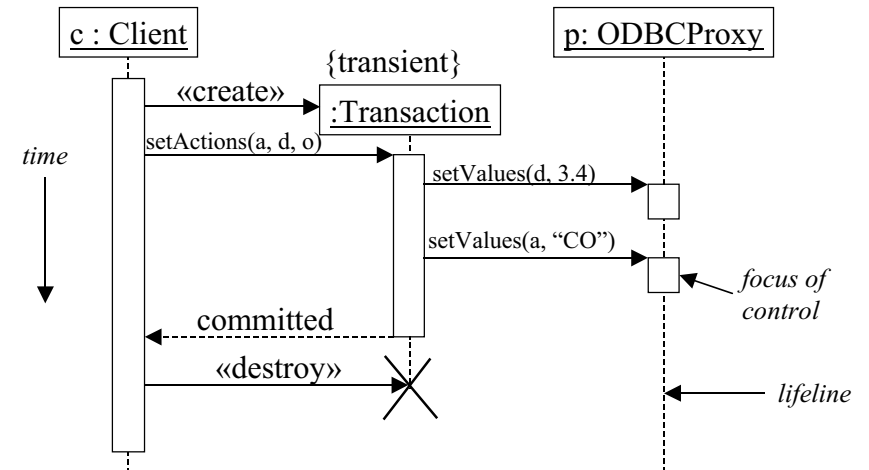 c : Client
p: ODBCProxy
{transient}
«create»
:Transaction
setActions(a, d, o)
time
setValues(d, 3.4)
setValues(a, “CO”)
focus of
control
committed
«destroy»
lifeline